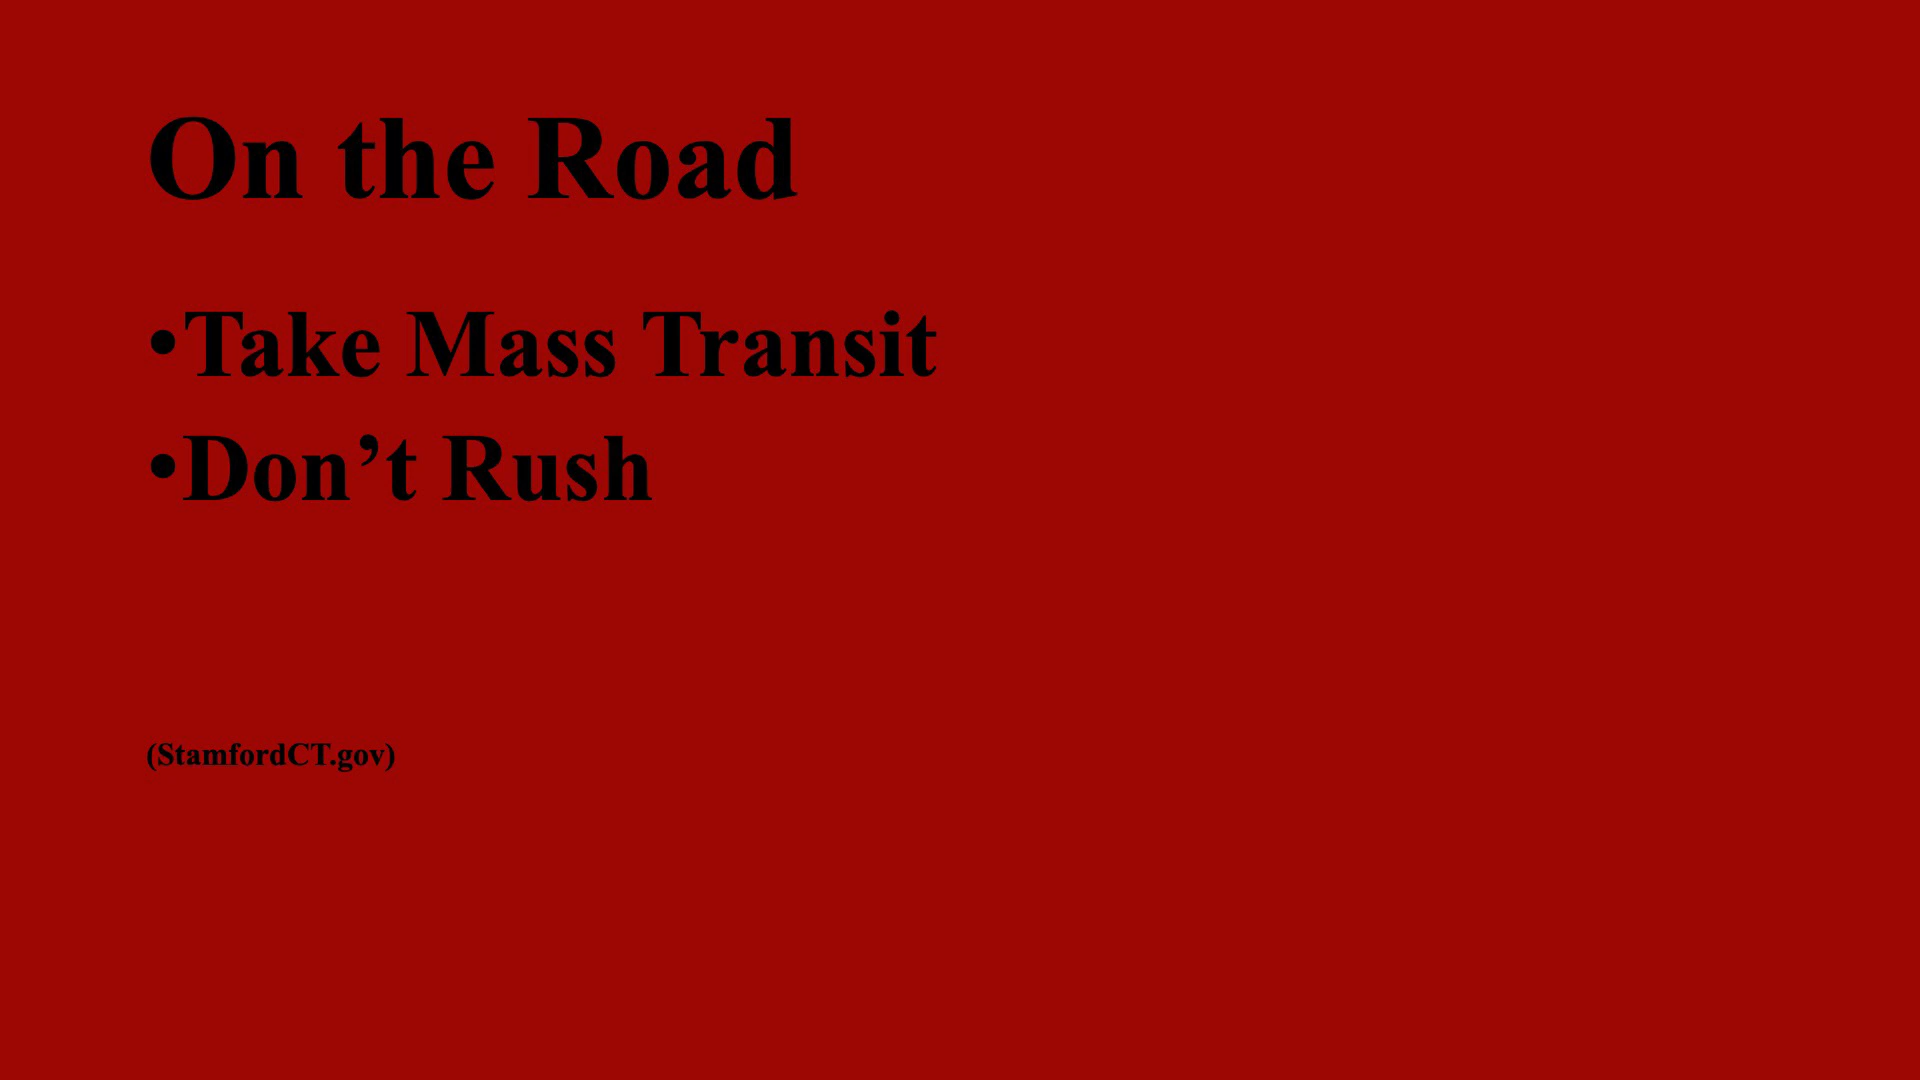 On the Road
•Take Mass Transit
•Don’t Rush
(StamfordCT.gov)